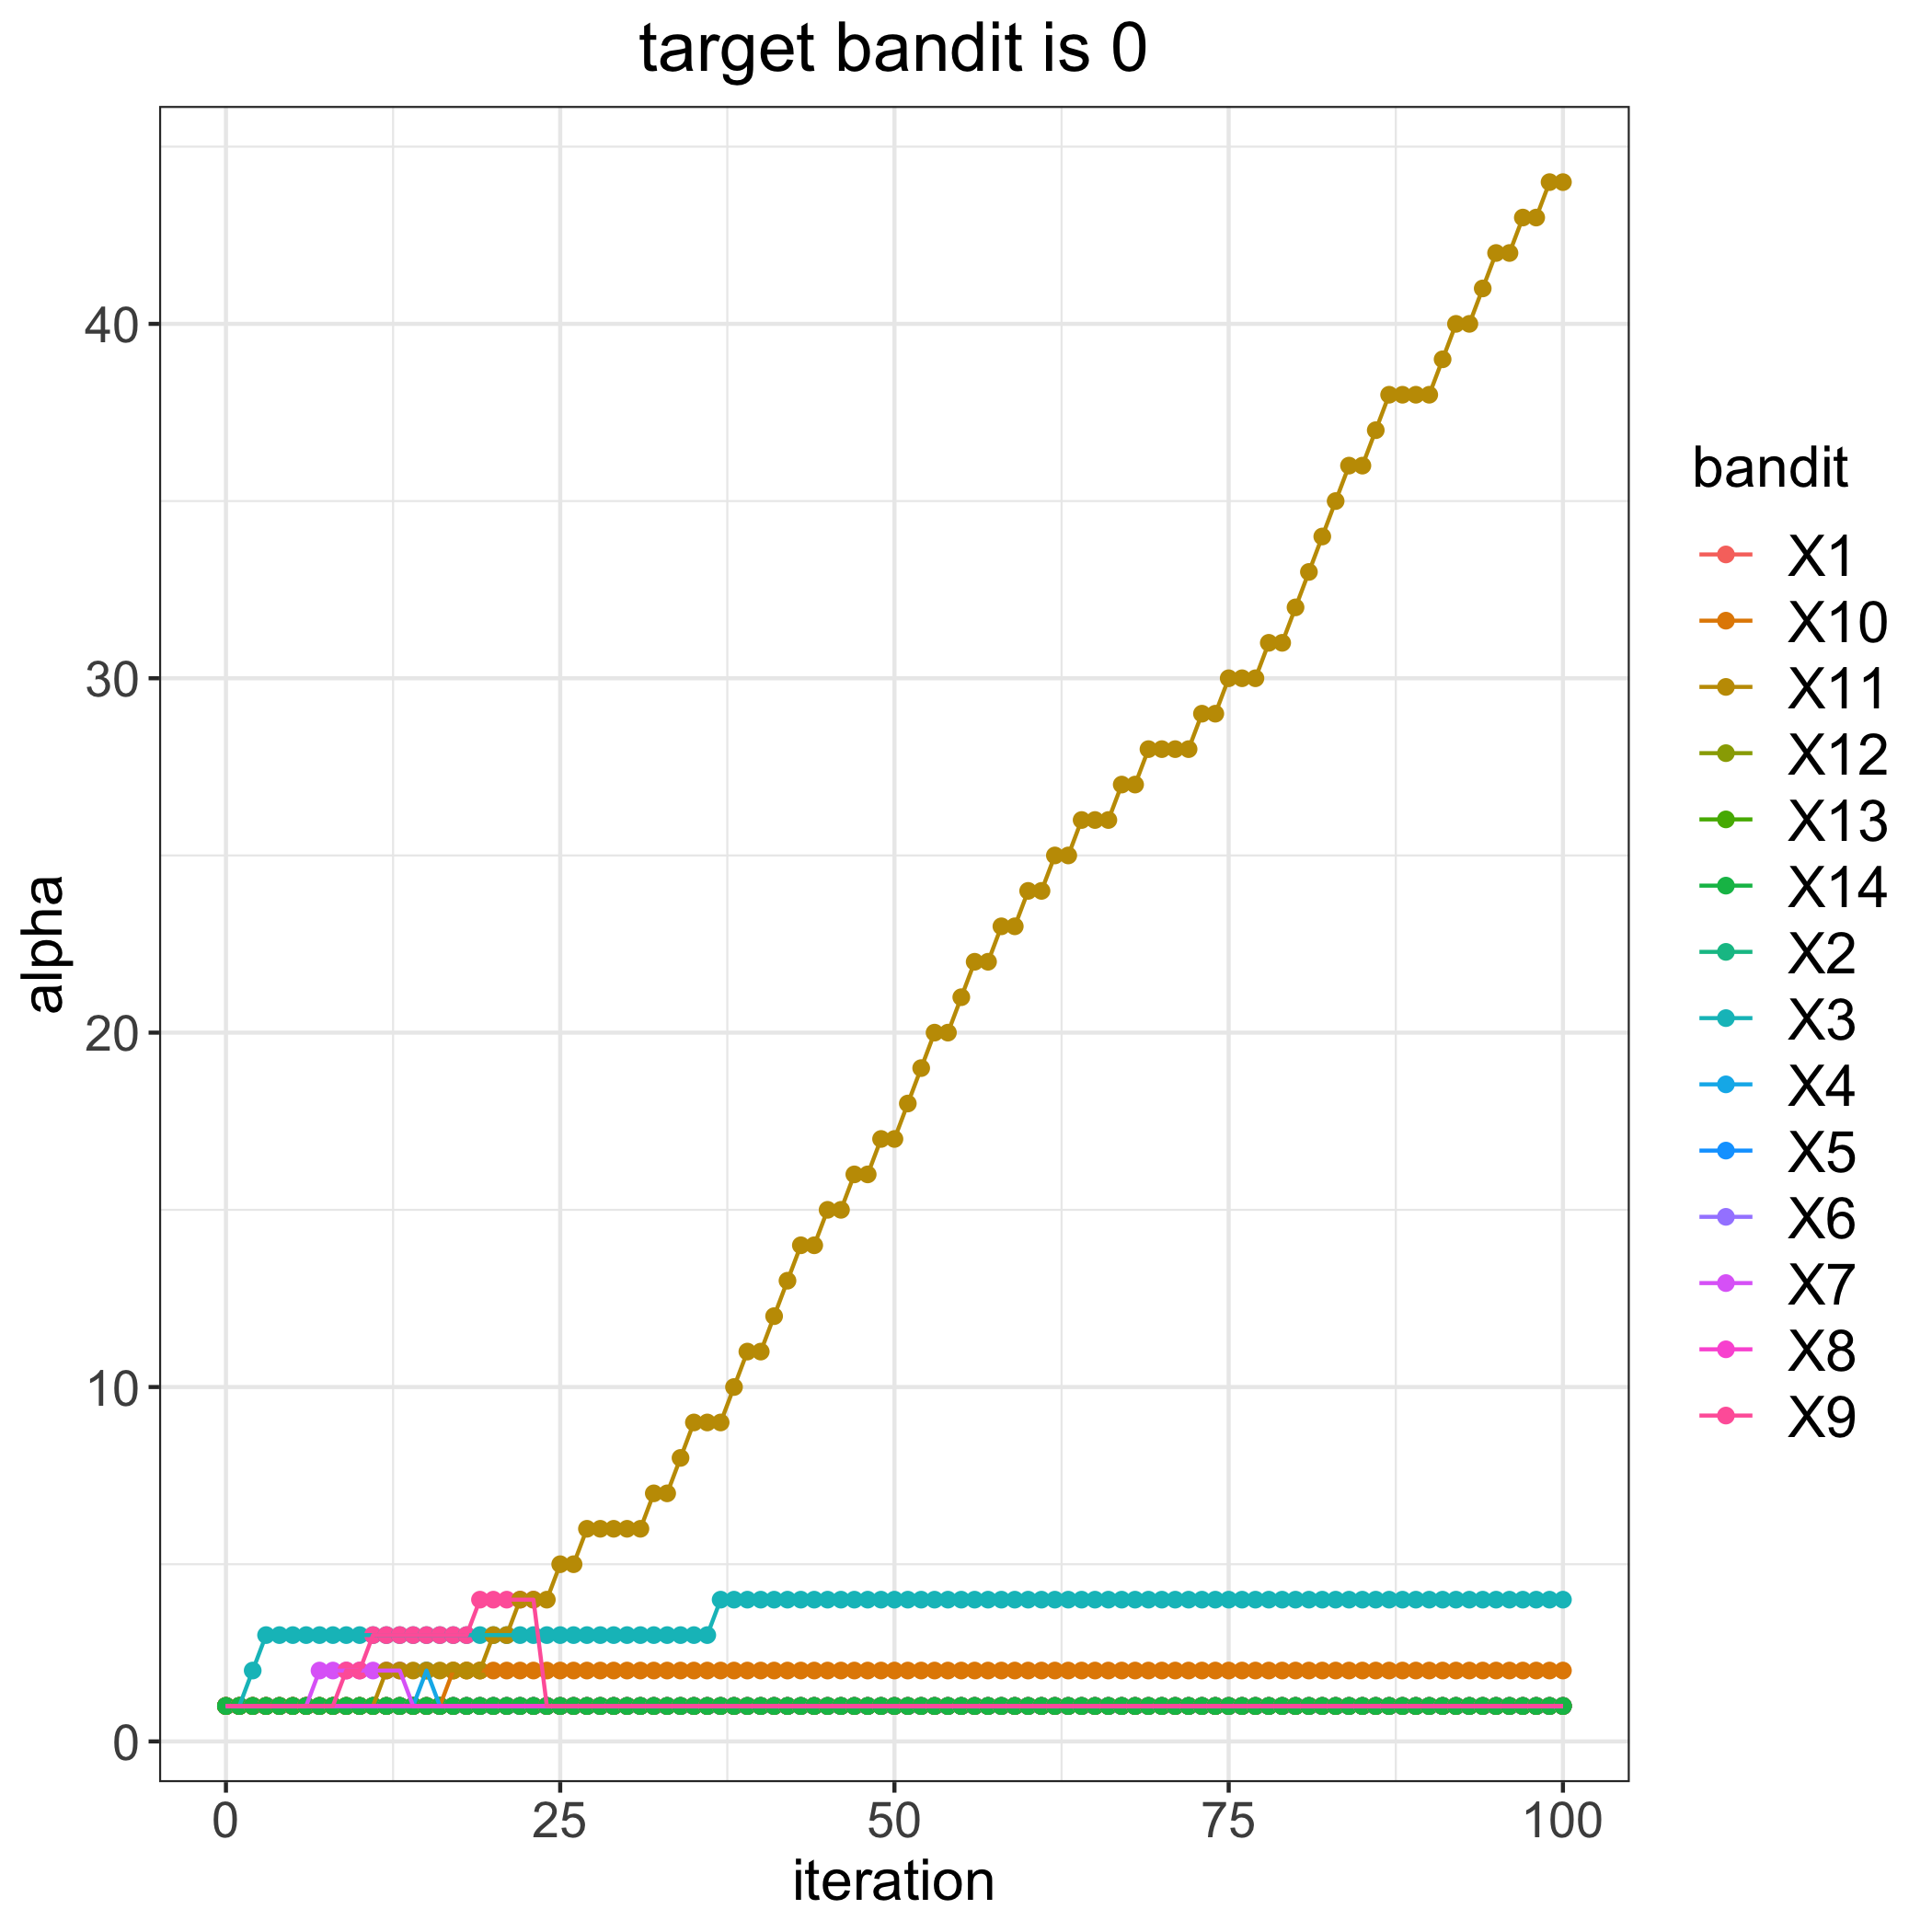 target bandit is 0
alpha
40
30
20
10
0
0 25 50 75 100
iteration
bandit
X1
X10
X11
X12
X13
X14
X2
X3
X4
X5
X6
X7
X8
X9